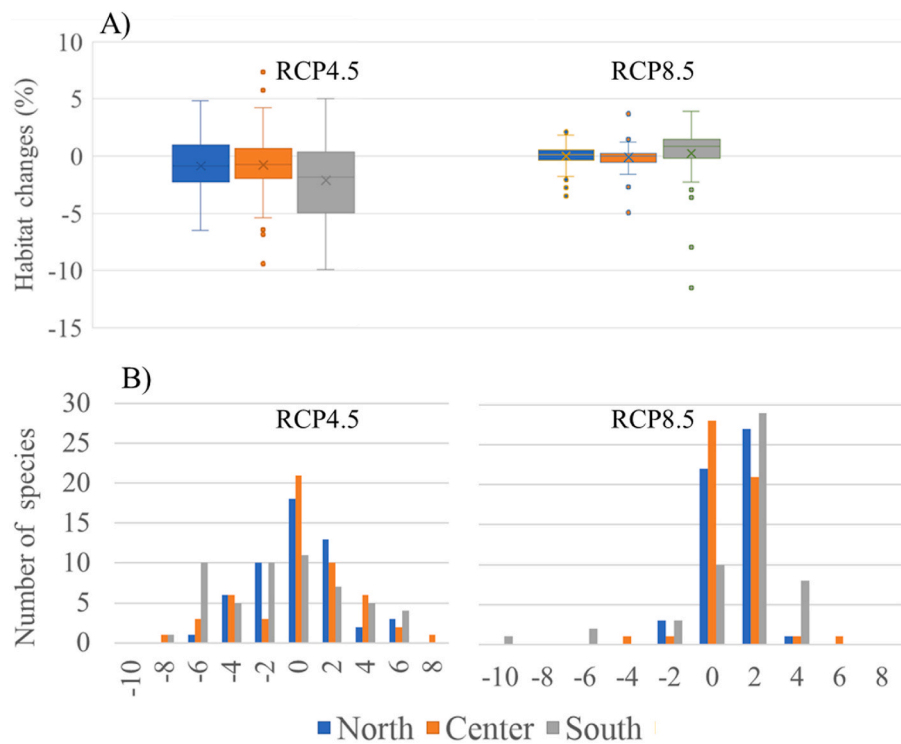 A)
10
5
0
-5
-10
-15
Habitat changes (%)
RCP4.5
RCP8.5
B)
30
25
20
15
10
5
0
Number of species
RCP4.5
RCP8.5
-10 -8 -6 -4 -2 0 2 4 6 8
-10 -8 -6 -4 -2 0 2 4 6 8
North Center South